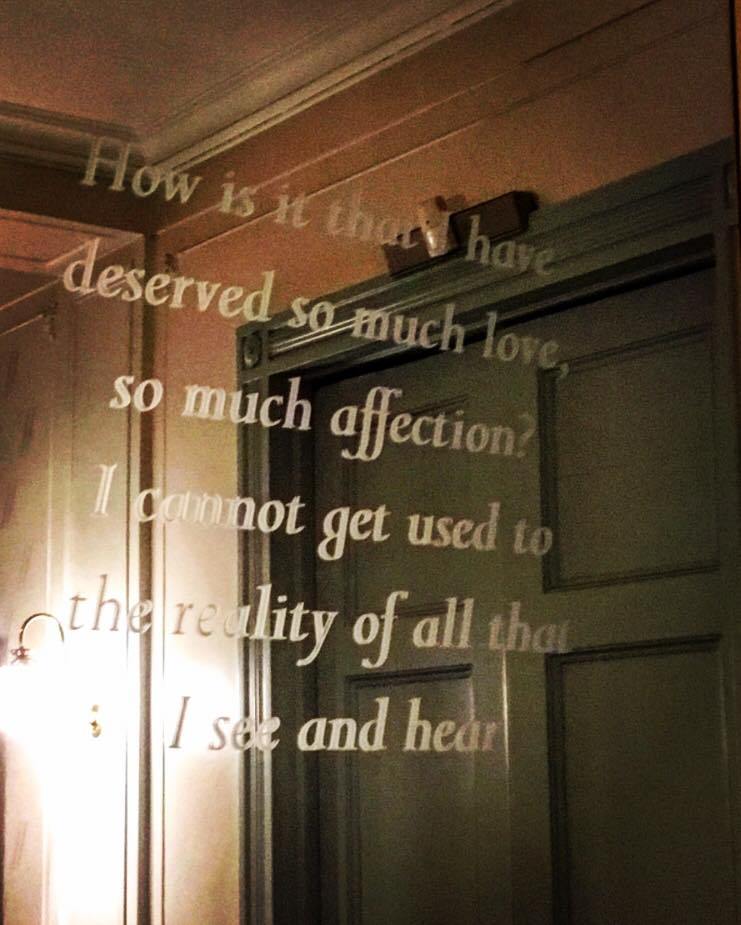 How is it that I have
deserved so much love,
so much affection?
I cannot get used to
the reality of all that
I see and hear